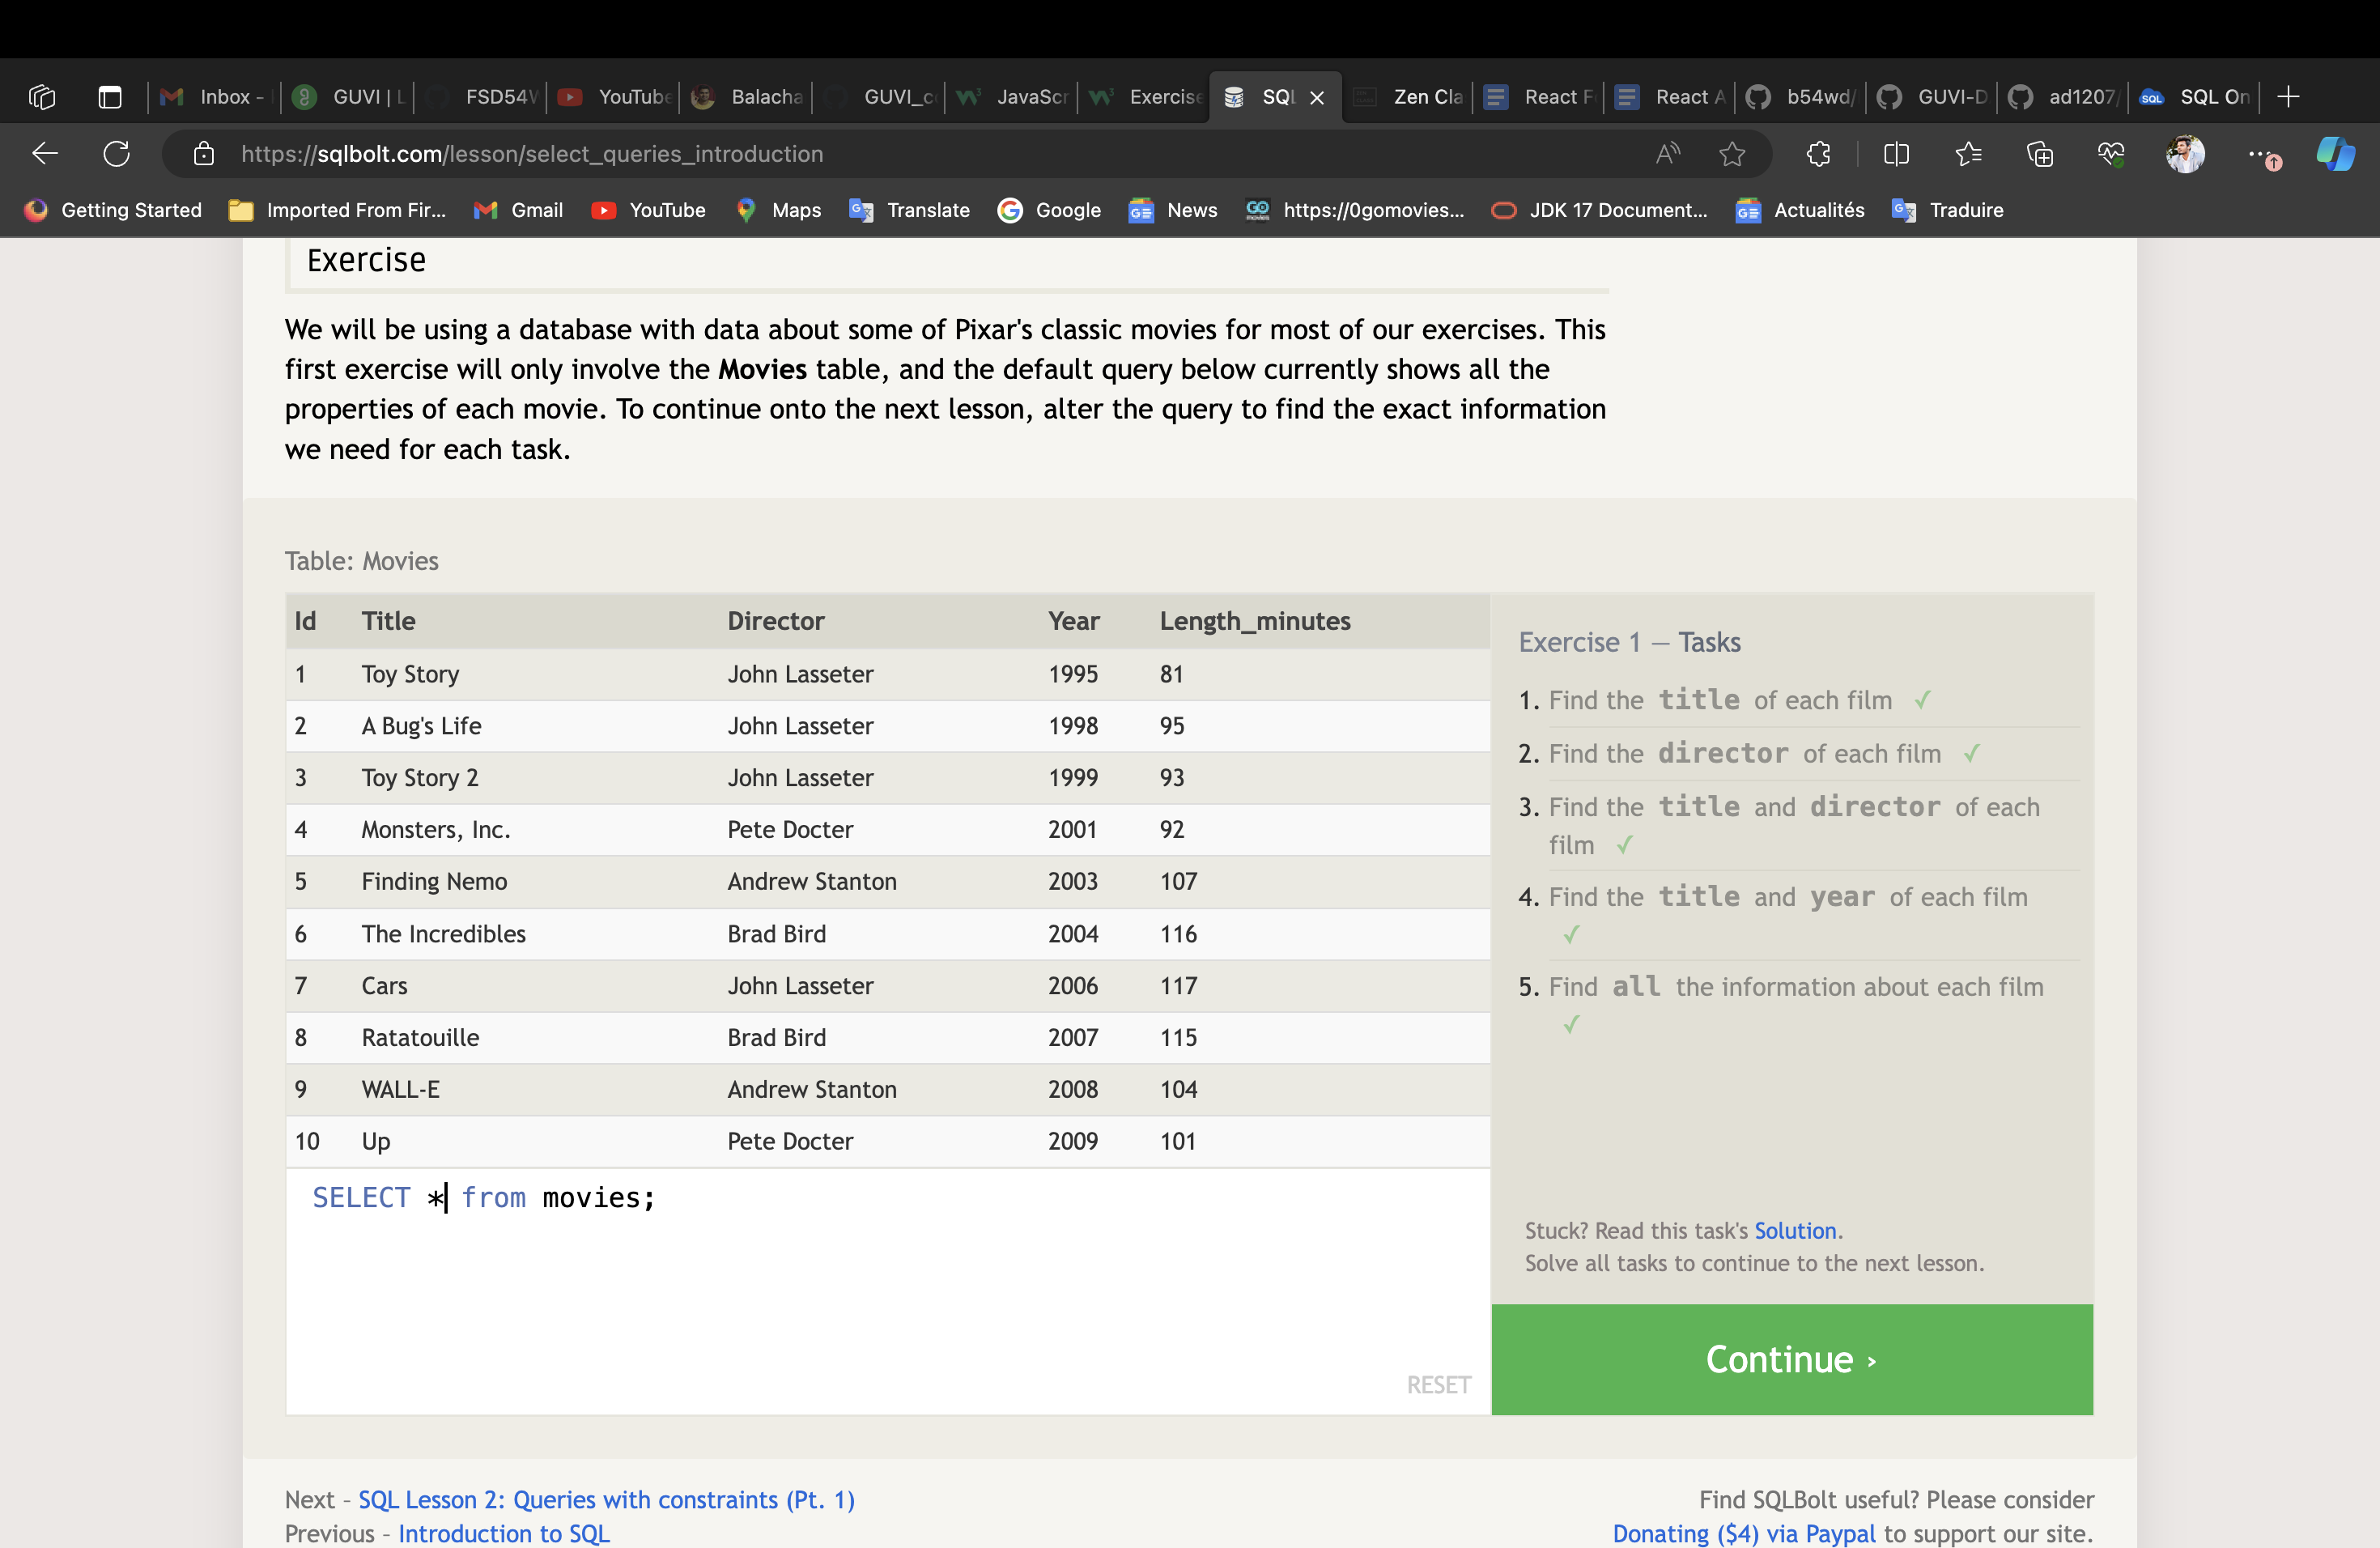 Inbox -
GUVI | L
FSD54W
YouTube
Balacha
GUVI_c
JavaScr
Exercise
SQL
Zen Cla
React F
React A
b54wd/
GUVI-D
ad1207/
SQL On
https://sqlbolt.com/lesson/select_queries_introduction
Getting Started
Imported From Fir...
Gmail
YouTube
Maps
Translate
Google
News
https://0gomovies...
JDK 17 Document...
Actualités
Traduire
Exercise
We will be using a database with data about some of Pixar's classic movies for most of our exercises. This
first exercise will only involve the Movies table, and the default query below currently shows all the
properties of each movie. To continue onto the next lesson, alter the query to find the exact information
we need for each task.
Table: Movies
Id Title Director Year Length_minutes
1 Toy Story John Lasseter 1995 81
2 A Bug's Life John Lasseter 1998 95
3 Toy Story 2 John Lasseter 1999 93
4 Monsters, Inc. Pete Docter 2001 92
5 Finding Nemo Andrew Stanton 2003 107
6 The Incredibles Brad Bird 2004 116
7 Cars John Lasseter 2006 117
8 Ratatouille Brad Bird 2007 115
9 WALL-E Andrew Stanton 2008 104
10 Up Pete Docter 2009 101
SELECT * from movies;
RESET
Exercise 1 — Tasks
1. Find the title of each film ✓
2. Find the director of each film ✓
3. Find the title and director of each
film ✓
4. Find the title and year of each film
✓
5. Find all the information about each film
✓
Stuck? Read this task's Solution.
Solve all tasks to continue to the next lesson.
Continue ›
Next – SQL Lesson 2: Queries with constraints (Pt. 1)
Previous – Introduction to SQL
Find SQLBolt useful? Please consider
Donating ($4) via Paypal to support our site.